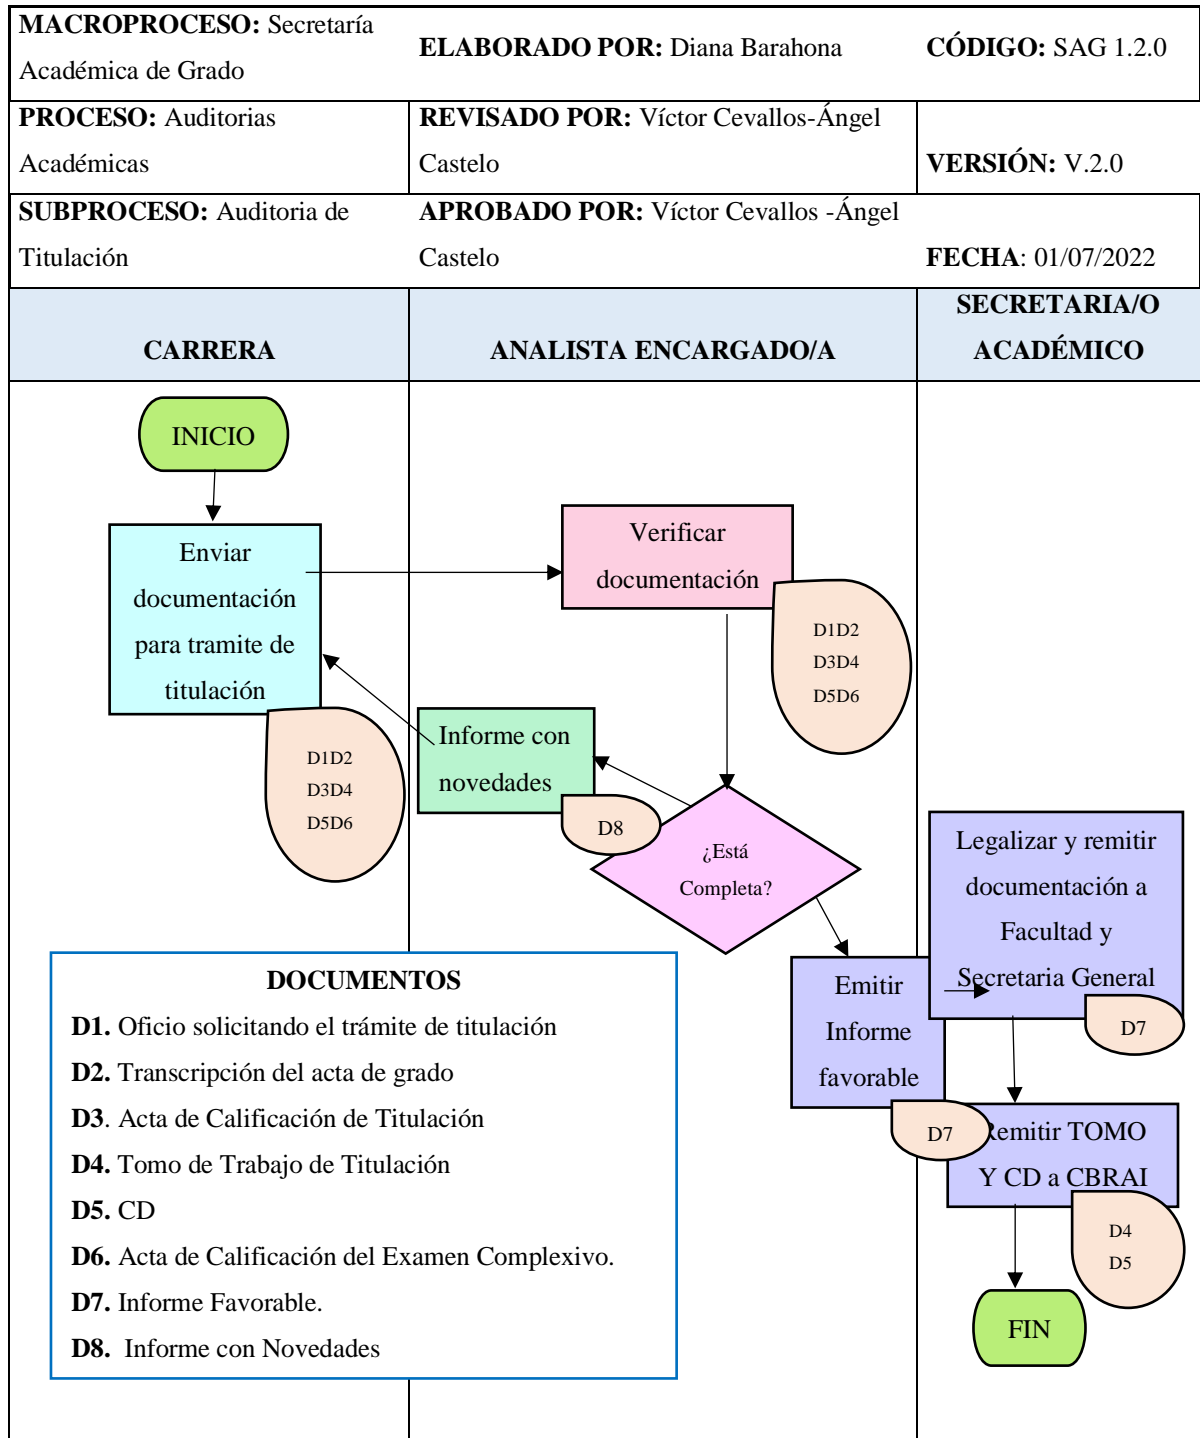 MACROPROCESO: Secretaría
Académica de Grado
ELABORADO POR: Diana Barahona
CÓDIGO: SAG 1.2.0
PROCESO: Auditorias
Académicas
REVISADO POR: Víctor Cevallos-Ángel
Castelo
VERSIÓN: V.2.0
SUBPROCESO: Auditoria de
Titulación
APROBADO POR: Víctor Cevallos -Ángel
Castelo
FECHA: 01/07/2022
CARRERA
ANALISTA ENCARGADO/A
SECRETARIA/O
ACADÉMICO
INICIO
Enviar
documentación
para tramite de
titulación
D1D2
D3D4
D5D6
Verificar
documentación
D1D2
D3D4
D5D6
Informe con
novedades
D8
¿Está
Completa?
Emitir
Informe
favorable
D7
Legalizar y remitir
documentación a
Facultad y
Secretaria General
D7
Remitir TOMO
Y CD a CBRAI
D4
D5
FIN
DOCUMENTOS
D1. Oficio solicitando el trámite de titulación
D2. Transcripción del acta de grado
D3. Acta de Calificación de Titulación
D4. Tomo de Trabajo de Titulación
D5. CD
D6. Acta de Calificación del Examen Complexivo.
D7. Informe Favorable.
D8. Informe con Novedades